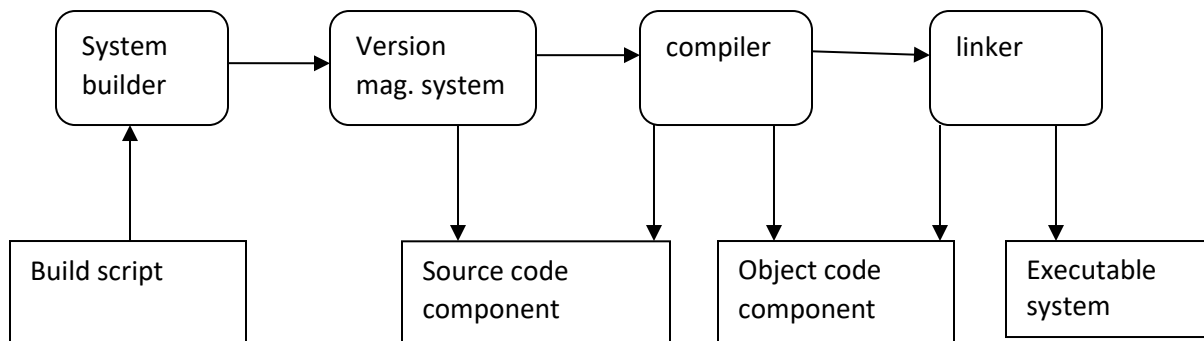 System
builder
Version
mag. system
compiler
linker
Build script
Source code
component
Object code
component
Executable
system